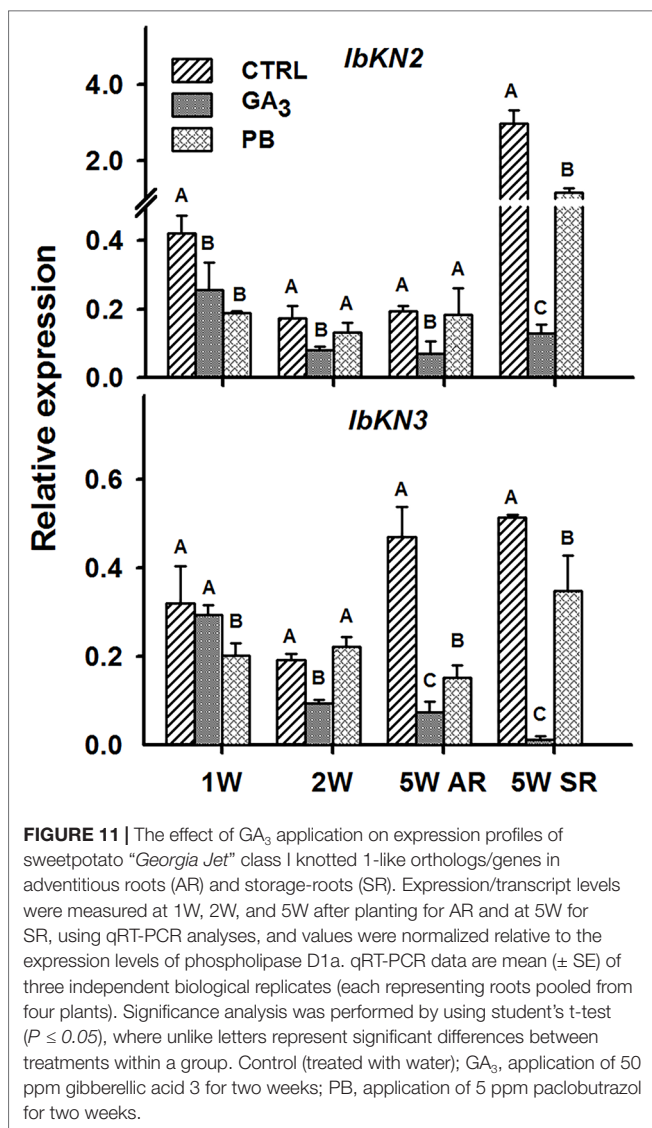 IbKN2
CTRL
GA₃
PB
Relative expression
4.0
2.0
0.4
0.2
0.0
A
B
B
A
B
A
A
B
A
A
C
B
IbKN3
0.6
0.4
0.2
0.0
A
A
B
A
B
A
A
C
B
A
C
B
1W
2W
5W AR
5W SR
FIGURE 11 | The effect of GA₃ application on expression profiles of
sweetpotato “Georgia Jet” class I knotted 1-like orthologs/genes in
adventitious roots (AR) and storage-roots (SR). Expression/transcript levels
were measured at 1W, 2W, and 5W after planting for AR and at 5W for
SR, using qRT-PCR analyses, and values were normalized relative to the
expression levels of phospholipase D1a. qRT-PCR data are mean (± SE) of
three independent biological replicates (each representing roots pooled from
four plants). Significance analysis was performed by using student’s t-test
(P ≤ 0.05), where unlike letters represent significant differences between
treatments within a group. Control (treated with water); GA₃, application of 50
ppm gibberellic acid 3 for two weeks; PB, application of 5 ppm paclobutrazol
for two weeks.